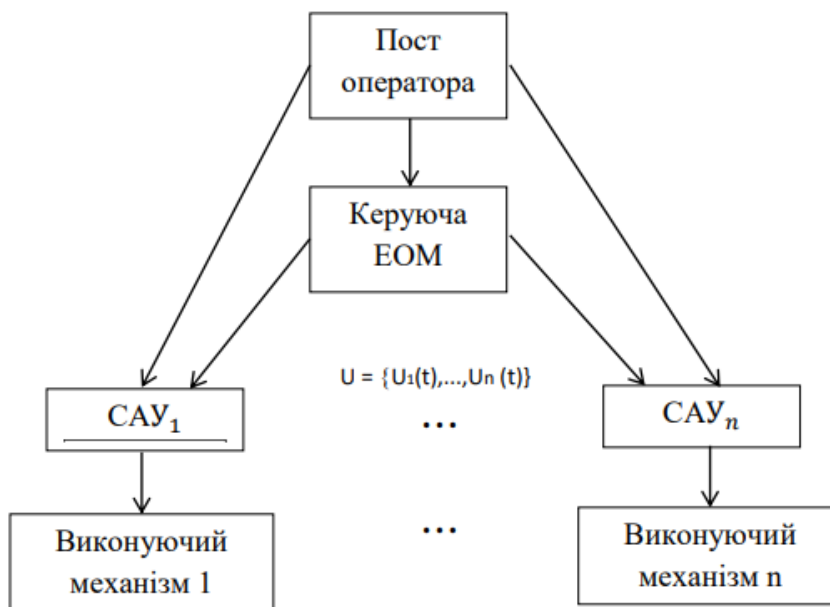 Пост
оператора
Керуюча
ЕОМ
U = {U₁(t),...,Uₙ (t)}
САУ₁
...
САУₙ
Виконуючий
механізм 1
...
Виконуючий
механізм n